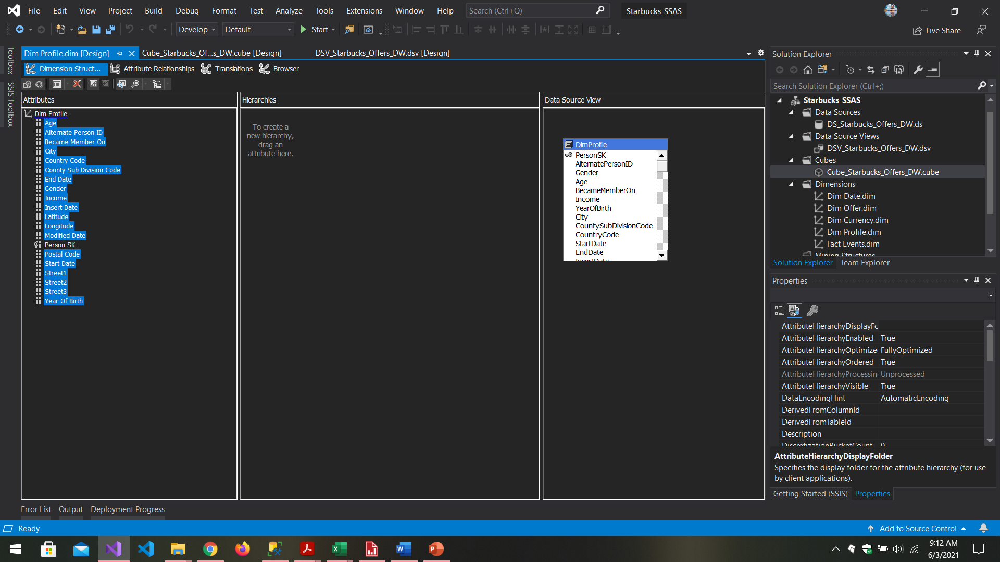 File Edit View Project Build Debug Format Test Analyze Tools Extensions Window Help Search (Ctrl+Q) Starbucks_SSAS
Develop Default Start Live Share
Toolbox
SSIS Toolbox
Dim Profile.dim [Design] Cube_Starbucks_Of...s_DW.cube [Design] DSV_Starbucks_Offers_DW.dsv [Design]
Dimension Struct... Attribute Relationships Translations Browser
Attributes
Dim Profile
Age
Alternate Person ID
Became Member On
City
Country Code
County Sub Division Code
End Date
Gender
Income
Insert Date
Latitude
Longitude
Modified Date
Person SK
Postal Code
Start Date
Street1
Street2
Street3
Year Of Birth
Hierarchies
To create a
new hierarchy,
drag an
attribute here.
Data Source View
DimProfile
PersonSK
AlternatePersonID
Gender
Age
BecameMemberOn
Income
YearOfBirth
City
CountySubDivisionCode
CountryCode
StartDate
EndDate
InsertDate
Solution Explorer
Search Solution Explorer (Ctrl+;)
Starbucks_SSAS
Data Sources
DS_Starbucks_Offers_DW.ds
Data Source Views
DSV_Starbucks_Offers_DW.dsv
Cubes
Cube_Starbucks_Offers_DW.cube
Dimensions
Dim Date.dim
Dim Offer.dim
Dim Currency.dim
Dim Profile.dim
Fact Events.dim
Mining Structures
Solution Explorer Team Explorer
Properties
AttributeHierarchyDisplayFo
AttributeHierarchyEnabled True
AttributeHierarchyOptimized FullyOptimized
AttributeHierarchyOrdered True
AttributeHierarchyProcessing Unprocessed
AttributeHierarchyVisible True
DataEncodingHint AutomaticEncoding
DerivedFromColumnId
DerivedFromTableId
Description
DiscretizationBucketCount 0
AttributeHierarchyDisplayFolder
Specifies the display folder for the attribute hierarchy (for use
by client applications).
Getting Started (SSIS) Properties
Error List Output Deployment Progress
Ready Add to Source Control
9:12 AM
6/3/2021